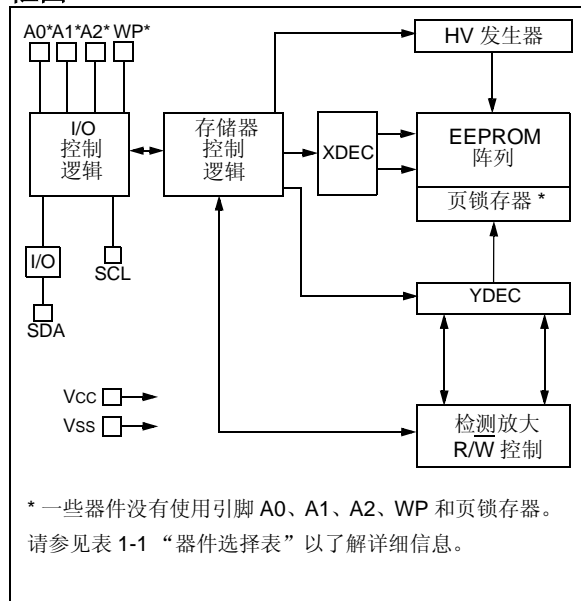 A0*A1*A2* WP*
HV 发生器
I/O
控制
逻辑
存储器
控制
逻辑
XDEC
EEPROM
阵列
页锁存器 *
I/O
SCL
SDA
YDEC
Vcc
Vss
检测放大
R/W 控制
* 一些器件没有使用引脚 A0、A1、A2、WP 和页锁存器。
请参见表 1-1 “器件选择表”以了解详细信息。